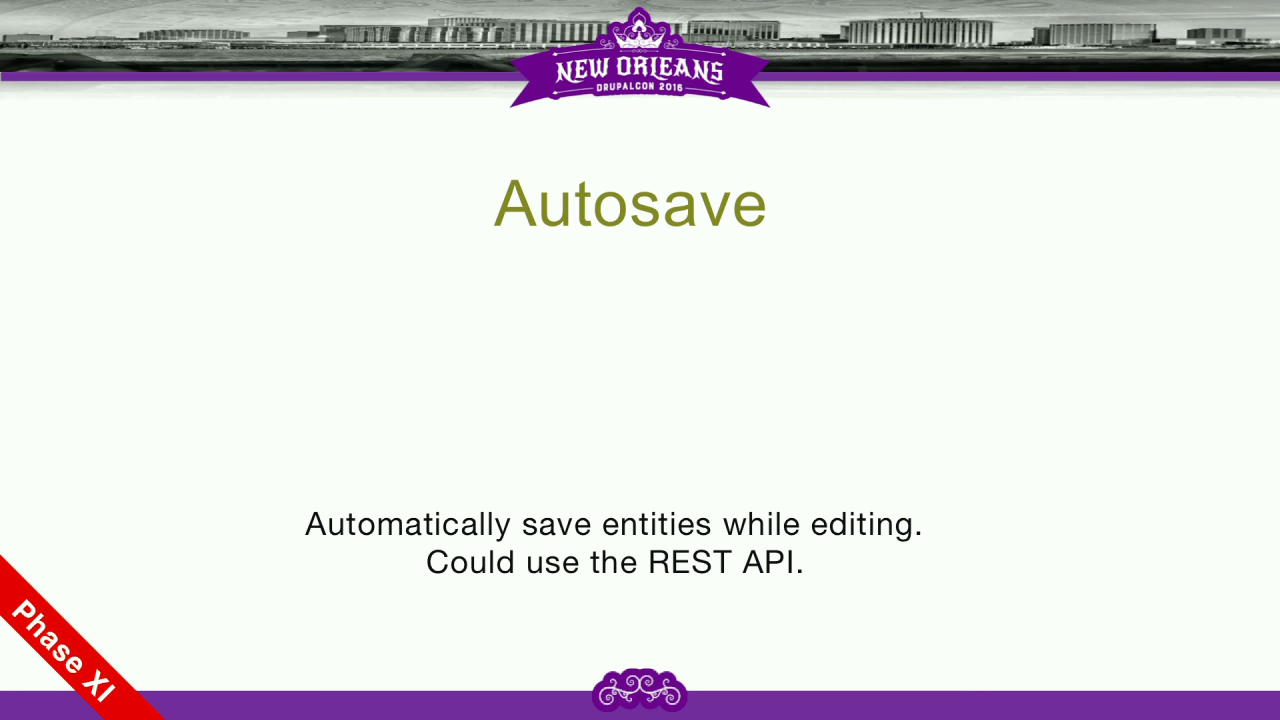 NEW ORLEANS
DRUPALCON 2016
Autosave
Automatically save entities while editing.
Could use the REST API.
Phase XI